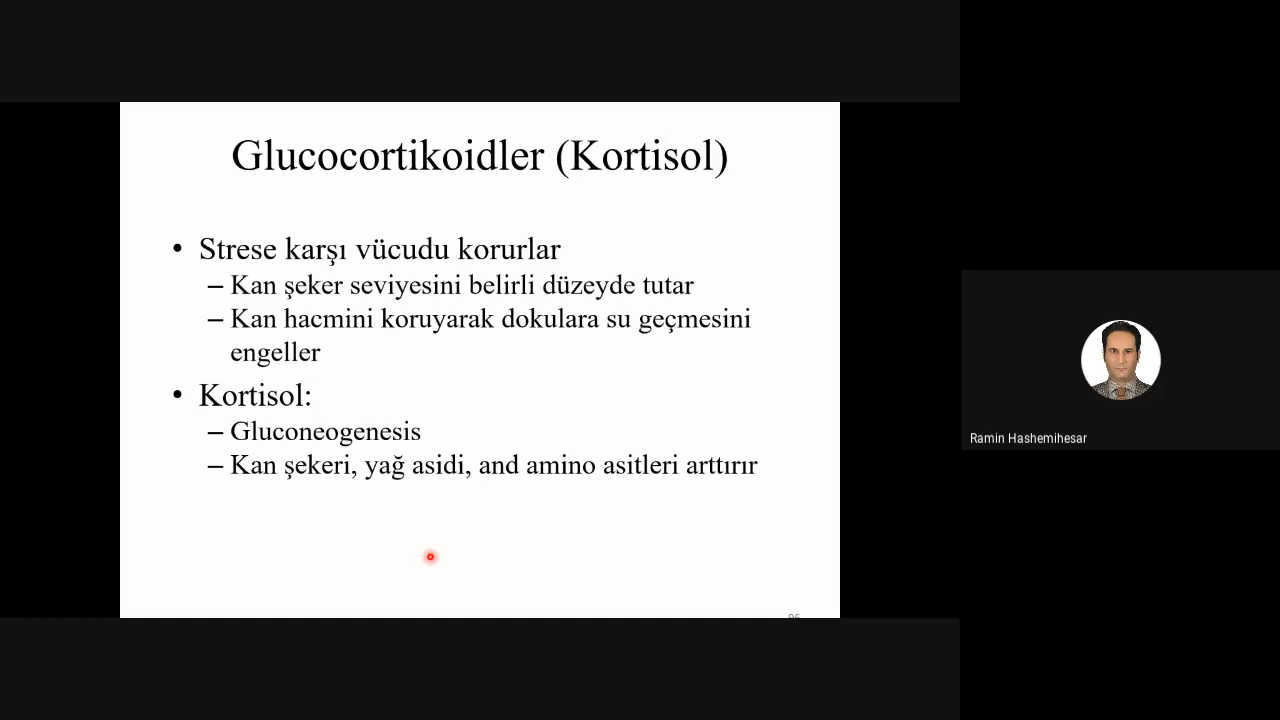 Glucocortikoidler (Kortisol)
• Strese karşı vücudu korurlar
– Kan şeker seviyesini belirli düzeyde tutar
– Kan hacmini koruyarak dokulara su geçmesini
engeller
• Kortisol:
– Gluconeogenesis
– Kan şekeri, yağ asidi, and amino asitleri arttırır
Ramin Hashemihesar